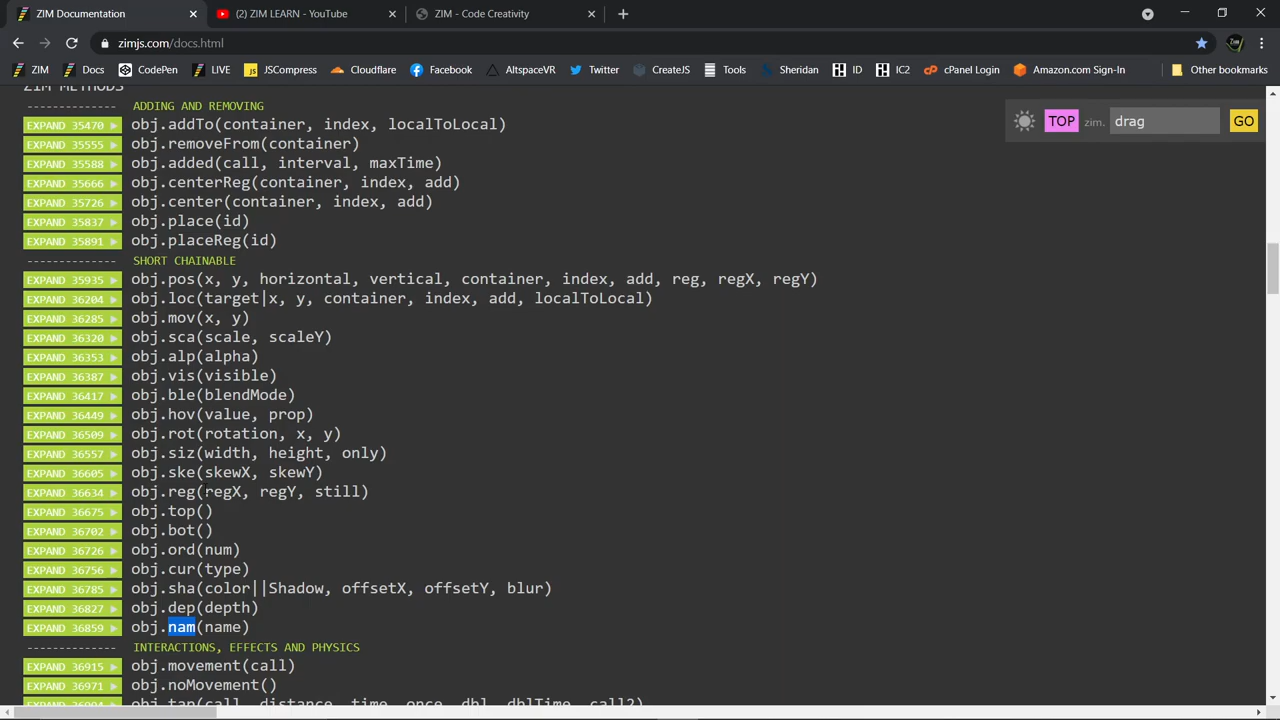 ZIM Documentation
(2) ZIM LEARN - YouTube
ZIM - Code Creativity
zimjs.com/docs.html
ZIM Docs CodePen LIVE JSCompress Cloudflare Facebook AltspaceVR Twitter CreateJS Tools Sheridan ID IC2 cPanel Login Amazon.com Sign-In Other bookmarks
ZIM METHODS
-------------- ADDING AND REMOVING
EXPAND 35470 ▶ obj.addTo(container, index, localToLocal)
EXPAND 35555 ▶ obj.removeFrom(container)
EXPAND 35588 ▶ obj.added(call, interval, maxTime)
EXPAND 35666 ▶ obj.centerReg(container, index, add)
EXPAND 35726 ▶ obj.center(container, index, add)
EXPAND 35837 ▶ obj.place(id)
EXPAND 35891 ▶ obj.placeReg(id)
-------------- SHORT CHAINABLE
EXPAND 35935 ▶ obj.pos(x, y, horizontal, vertical, container, index, add, reg, regX, regY)
EXPAND 36204 ▶ obj.loc(target|x, y, container, index, add, localToLocal)
EXPAND 36285 ▶ obj.mov(x, y)
EXPAND 36320 ▶ obj.sca(scale, scaleY)
EXPAND 36353 ▶ obj.alp(alpha)
EXPAND 36387 ▶ obj.vis(visible)
EXPAND 36417 ▶ obj.ble(blendMode)
EXPAND 36449 ▶ obj.hov(value, prop)
EXPAND 36509 ▶ obj.rot(rotation, x, y)
EXPAND 36557 ▶ obj.siz(width, height, only)
EXPAND 36605 ▶ obj.ske(skewX, skewY)
EXPAND 36634 ▶ obj.reg(regX, regY, still)
EXPAND 36675 ▶ obj.top()
EXPAND 36702 ▶ obj.bot()
EXPAND 36726 ▶ obj.ord(num)
EXPAND 36756 ▶ obj.cur(type)
EXPAND 36785 ▶ obj.sha(color||Shadow, offsetX, offsetY, blur)
EXPAND 36827 ▶ obj.dep(depth)
EXPAND 36859 ▶ obj.nam(name)
-------------- INTERACTIONS, EFFECTS AND PHYSICS
EXPAND 36915 ▶ obj.movement(call)
EXPAND 36971 ▶ obj.noMovement()
EXPAND 36994 ▶ obj.tap(call, distance, time, once, dbl, dblTime, call2)
TOP zim. drag GO